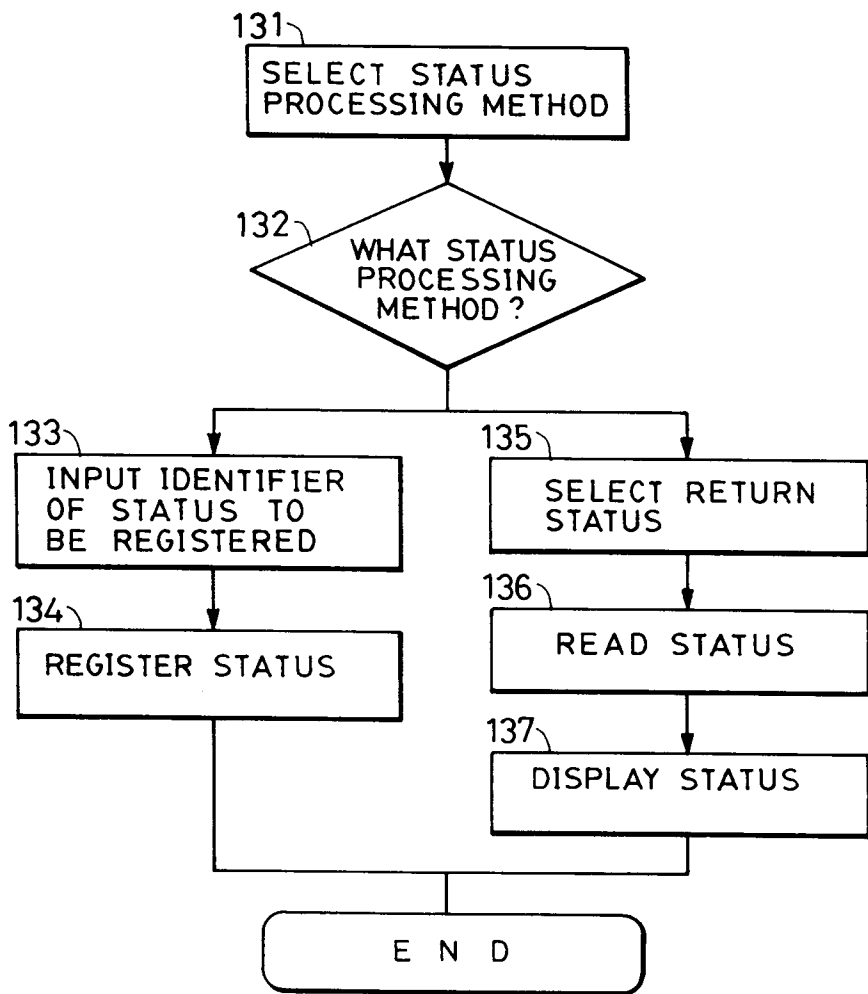 131
SELECT STATUS
PROCESSING METHOD
132
WHAT STATUS
PROCESSING
METHOD?
133
INPUT IDENTIFIER
OF STATUS TO
BE REGISTERED
134
REGISTER STATUS
135
SELECT RETURN
STATUS
136
READ STATUS
137
DISPLAY STATUS
END